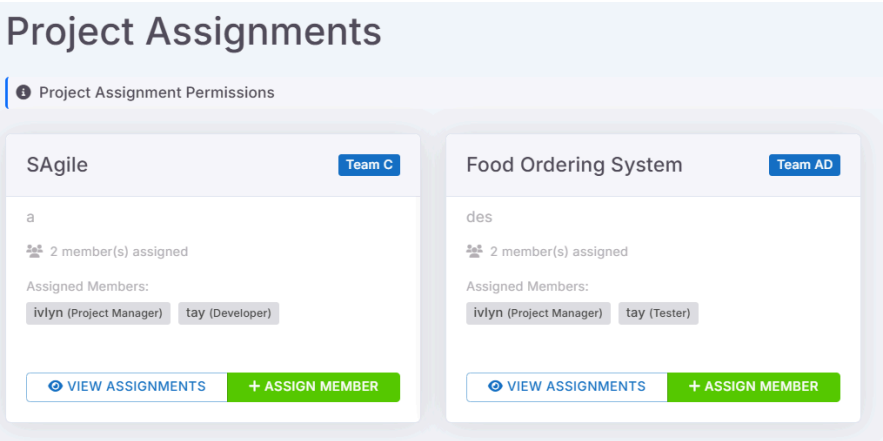 Project Assignments
Project Assignment Permissions
SAgile
Team C
a
2 member(s) assigned
Assigned Members:
ivlyn (Project Manager) tay (Developer)
VIEW ASSIGNMENTS + ASSIGN MEMBER
Food Ordering System
Team AD
des
2 member(s) assigned
Assigned Members:
ivlyn (Project Manager) tay (Tester)
VIEW ASSIGNMENTS + ASSIGN MEMBER